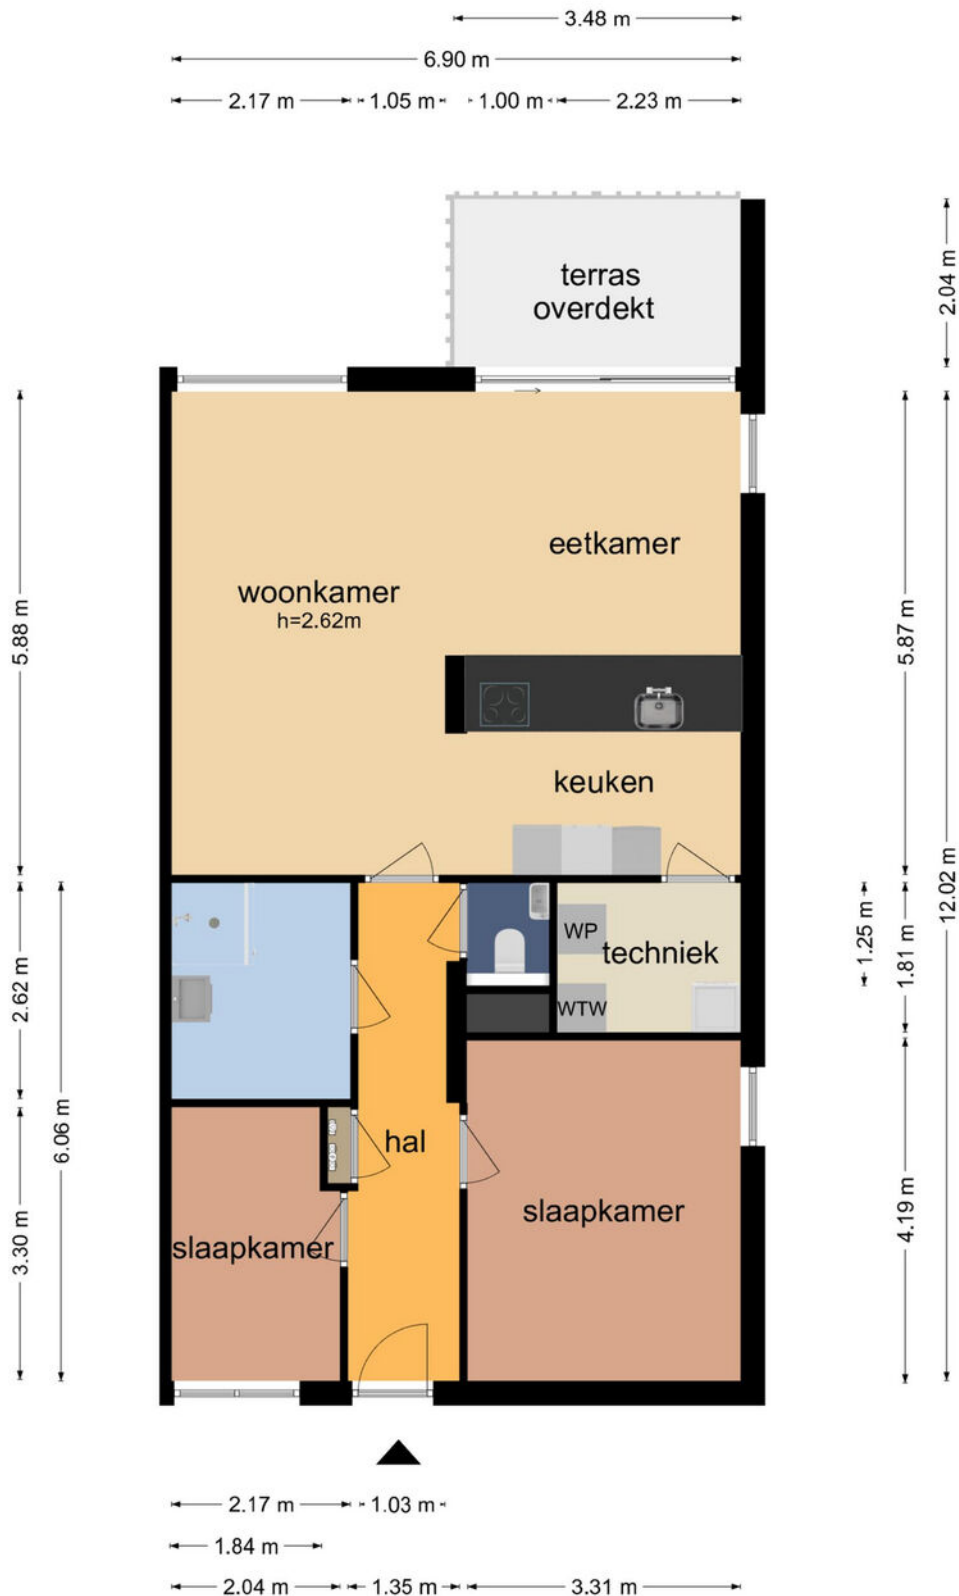 3.48 m
6.90 m
2.17 m 1.05 m 1.00 m 2.23 m
terras
overdekt
2.04 m
eetkamer
woonkamer
h=2.62m
5.88 m
5.87 m
keuken
12.02 m
WP
techniek
WTW
1.25 m
1.81 m
2.62 m
6.06 m
hal
slaapkamer
slaapkamer
3.30 m
4.19 m
2.17 m 1.03 m
1.84 m
2.04 m 1.35 m 3.31 m